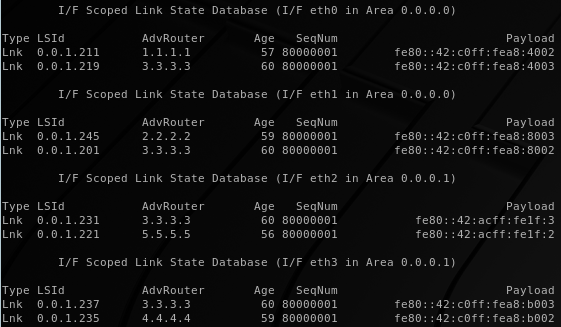 I/F Scoped Link State Database (I/F eth0 in Area 0.0.0.0)
Type LSId AdvRouter Age SeqNum Payload
Lnk 0.0.1.211 1.1.1.1 57 80000001 fe80::42:c0ff:fea8:4002
Lnk 0.0.1.219 3.3.3.3 60 80000001 fe80::42:c0ff:fea8:4003
I/F Scoped Link State Database (I/F eth1 in Area 0.0.0.0)
Type LSId AdvRouter Age SeqNum Payload
Lnk 0.0.1.245 2.2.2.2 59 80000001 fe80::42:c0ff:fea8:8003
Lnk 0.0.1.201 3.3.3.3 60 80000001 fe80::42:c0ff:fea8:8002
I/F Scoped Link State Database (I/F eth2 in Area 0.0.0.1)
Type LSId AdvRouter Age SeqNum Payload
Lnk 0.0.1.231 3.3.3.3 60 80000001 fe80::42:acff:fe1f:3
Lnk 0.0.1.221 5.5.5.5 56 80000001 fe80::42:acff:fe1f:2
I/F Scoped Link State Database (I/F eth3 in Area 0.0.0.1)
Type LSId AdvRouter Age SeqNum Payload
Lnk 0.0.1.237 3.3.3.3 60 80000001 fe80::42:c0ff:fea8:b003
Lnk 0.0.1.235 4.4.4.4 59 80000001 fe80::42:c0ff:fea8:b002